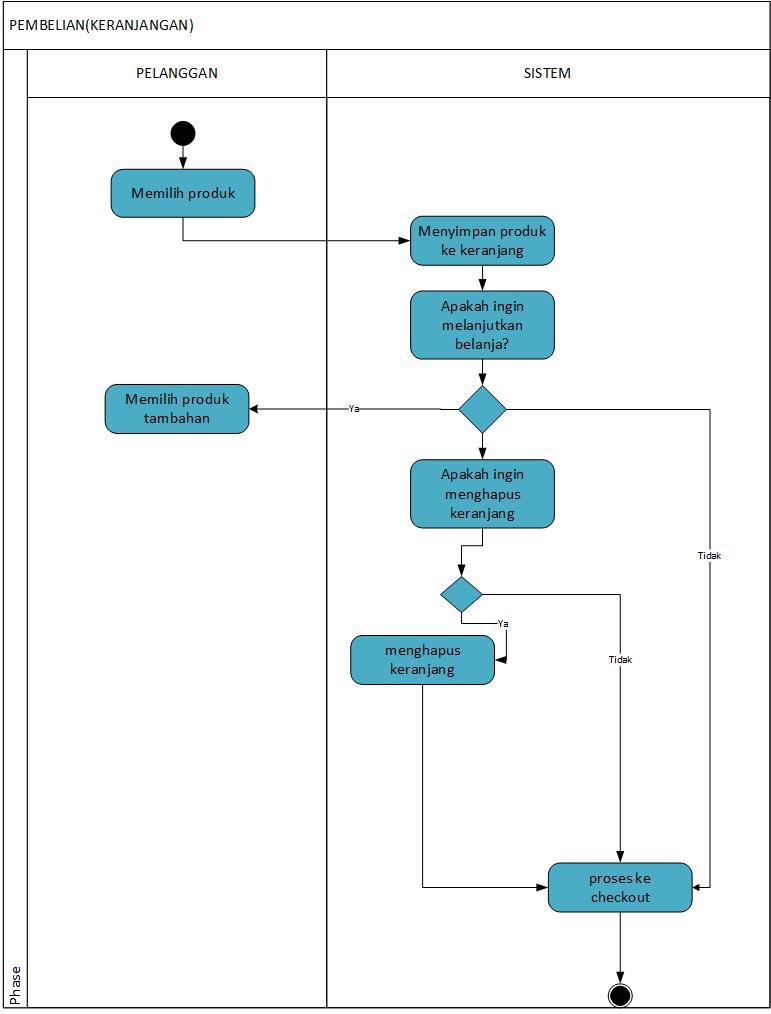 PEMBELIAN(KERANJANGAN)
PELANGGAN
SISTEM
Memilih produk
Menyimpan produk
ke keranjang
Apakah ingin
melanjutkan
belanja?
Memilih produk
tambahan
Ya
Apakah ingin
menghapus
keranjang
Tidak
Ya
menghapus
keranjang
Tidak
proses ke
checkout
Phase